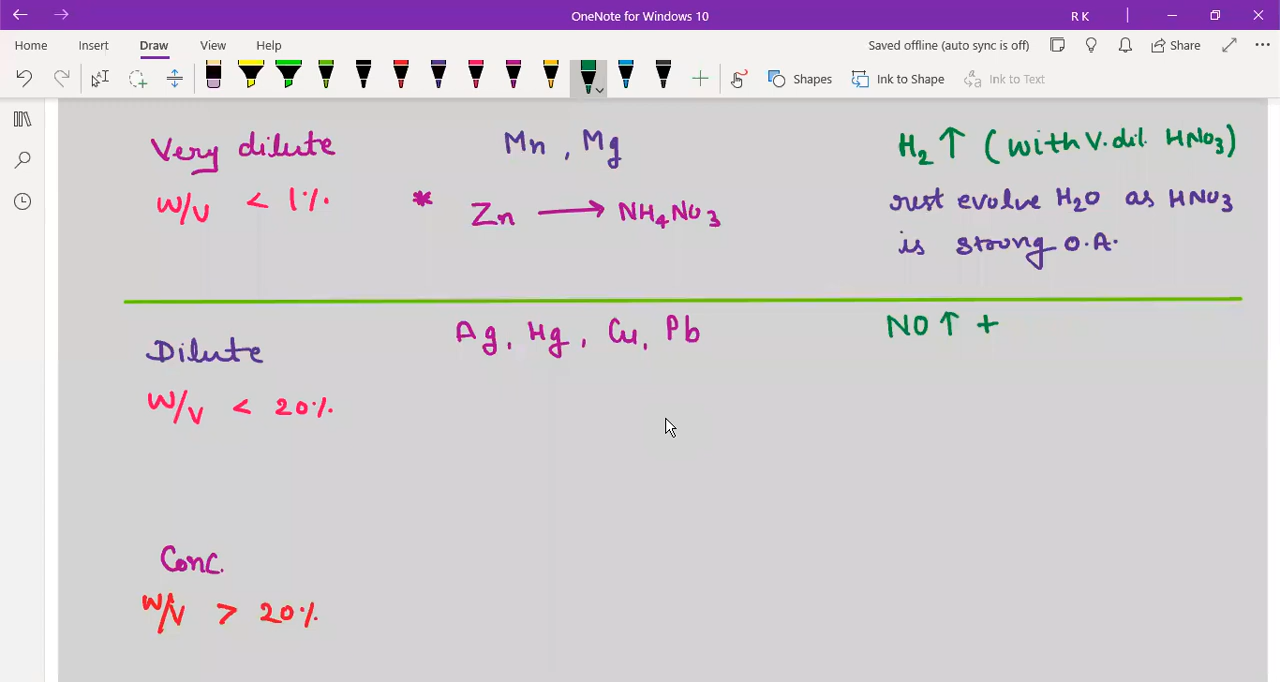 OneNote for Windows 10
R K
Home Insert Draw View Help
Saved offline (auto sync is off)
Share
Shapes
Ink to Shape
Ink to Text
Very dilute Mn, Mg H2↑ (with V.dil. HNO3)
W/V < 1% * Zn → NH4NO3 rest evolve H2O as HNO3
is strong O.A.
Dilute Ag, Hg, Cu, Pb NO↑ +
W/V < 20%
Conc.
W/V > 20%